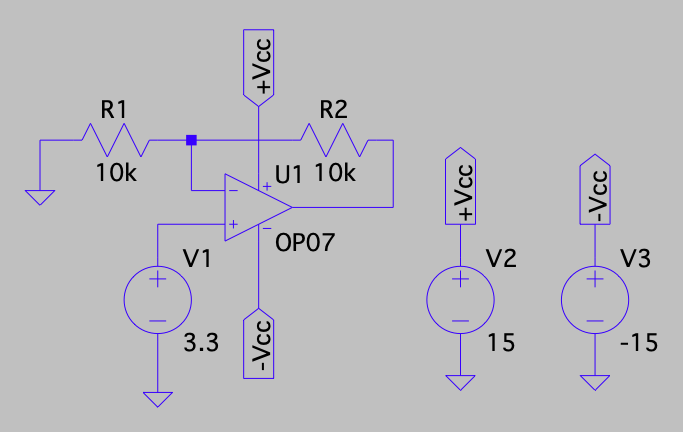 +Vcc
R1
R2
10k
10k
U1
OP07
V1
3.3
-Vcc
+Vcc
V2
15
-Vcc
V3
-15